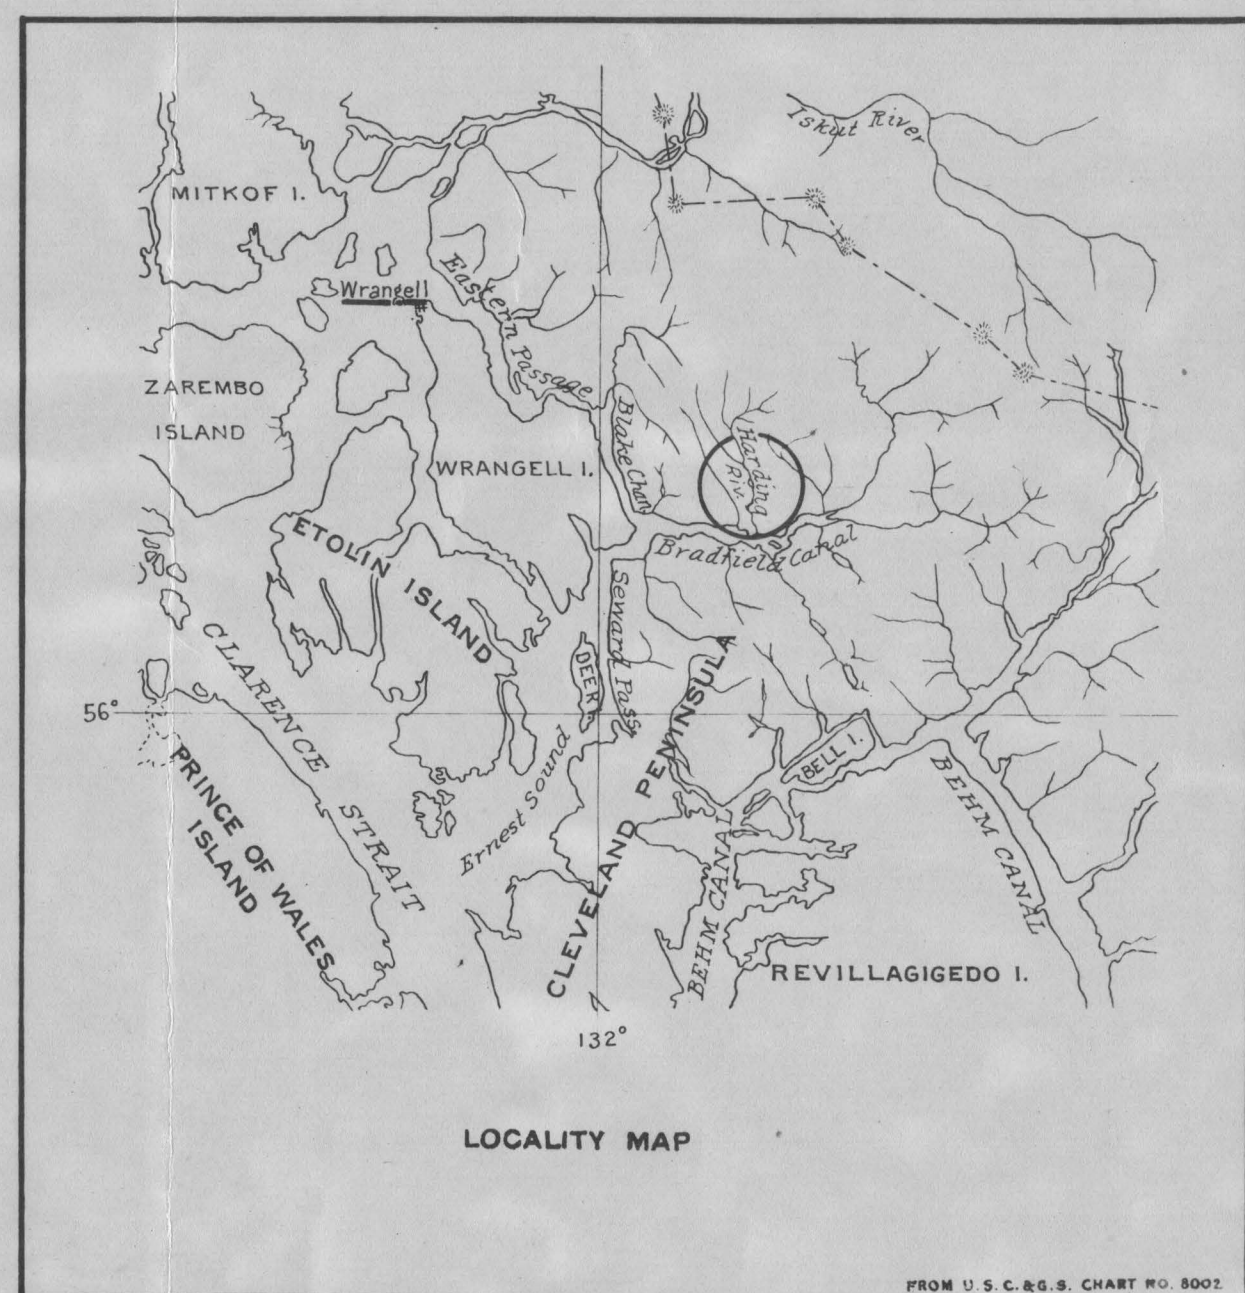 Iskut River
MITKOF I.
Eastern Passage
Wrangell
ZAREMBO
ISLAND
Blake Chan.
Harding
Riv.
WRANGELL I.
ETOLIN ISLAND
Bradfield Canal
Seward Pass
CLARENCE STRAIT
DEER
56°
PRINCE OF WALES
ISLAND
Ernest Sound
CLEVELAND PENINSULA
BELL I.
BEHM CANAL
BEHM CANAL
REVILLAGIGEDO I.
132°
LOCALITY MAP
FROM U.S.C.&G.S. CHART NO. 8002